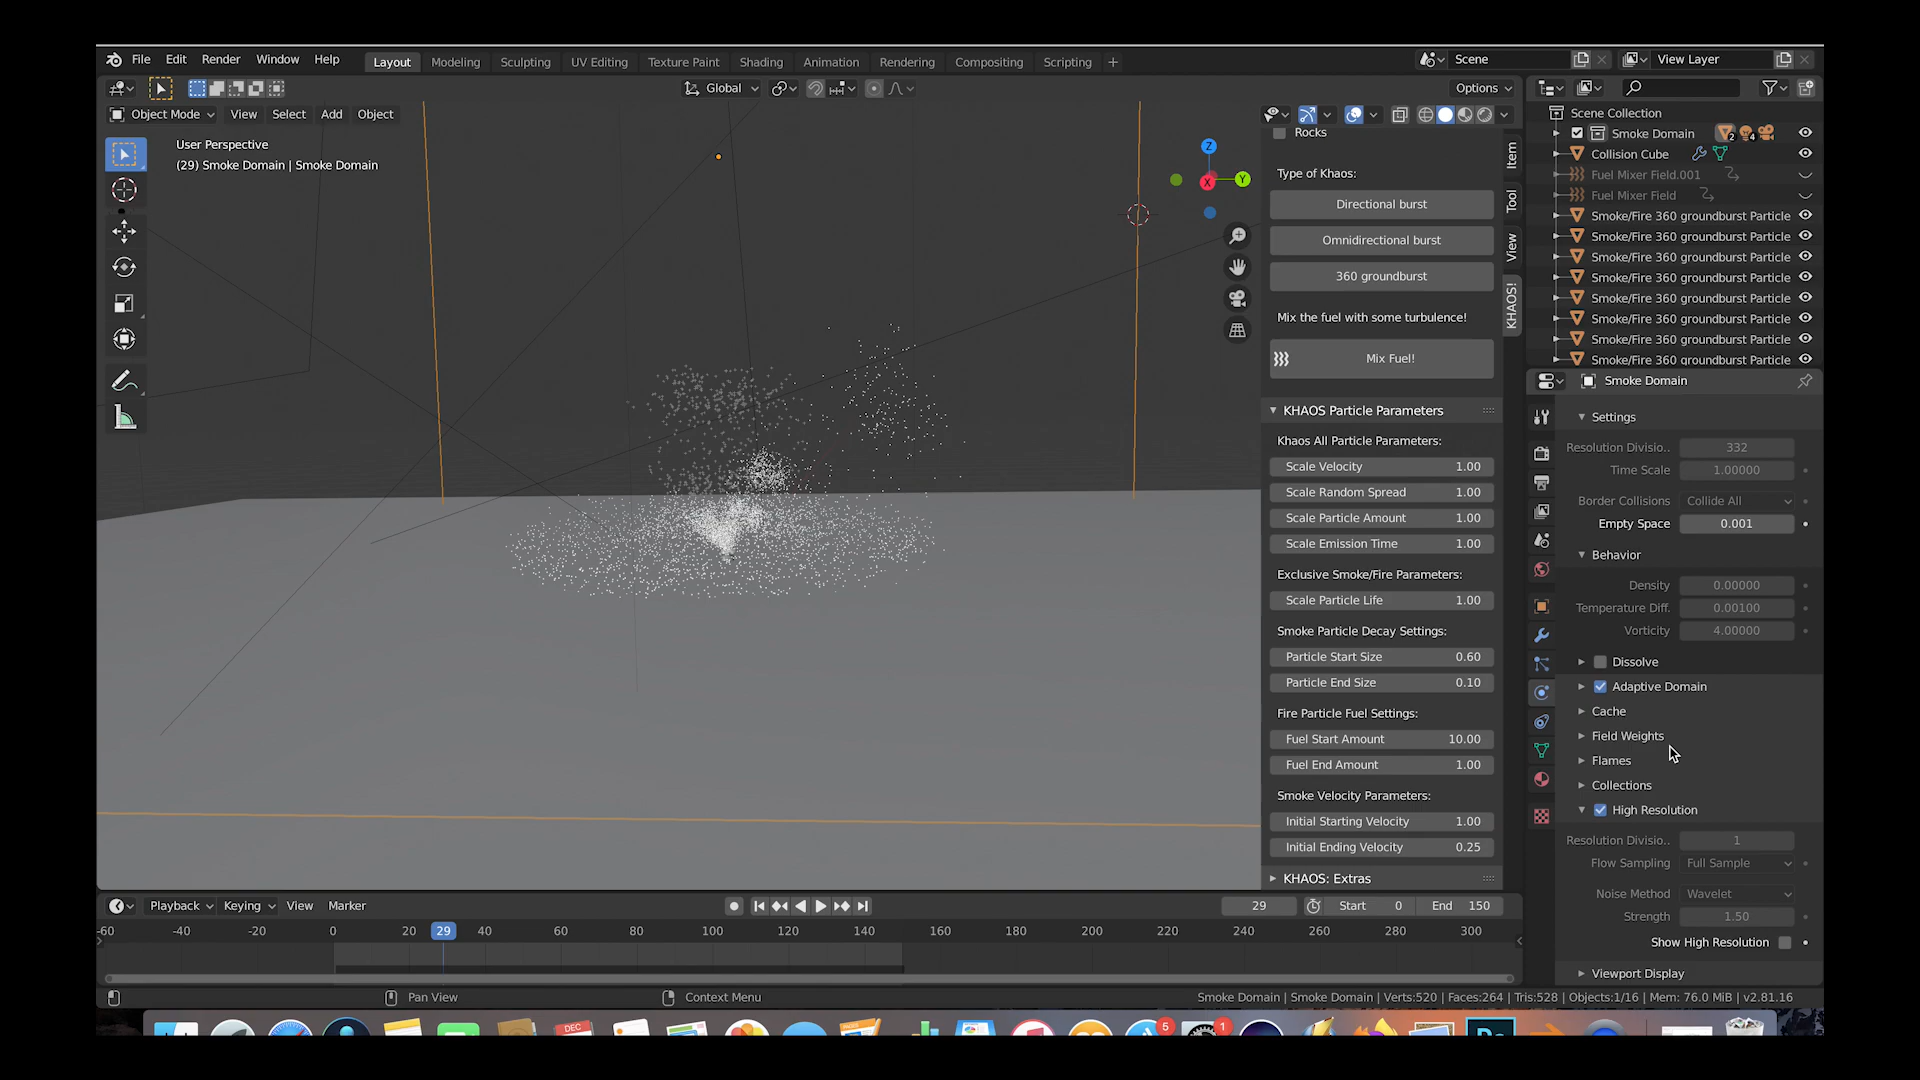 File Edit Render Window Help Layout Modeling Sculpting UV Editing Texture Paint Shading Animation Rendering Compositing Scripting + Scene View Layer
Global Options
Object Mode View Select Add Object
User Perspective
(29) Smoke Domain | Smoke Domain
Z
Y
X
Rocks
Type of Khaos:
Directional burst
Omnidirectional burst
360 groundburst
Mix the fuel with some turbulence!
Mix Fuel!
KHAOS Particle Parameters
Khaos All Particle Parameters:
Scale Velocity 1.00
Scale Random Spread 1.00
Scale Particle Amount 1.00
Scale Emission Time 1.00
Exclusive Smoke/Fire Parameters:
Scale Particle Life 1.00
Smoke Particle Decay Settings:
Particle Start Size 0.60
Particle End Size 0.10
Fire Particle Fuel Settings:
Fuel Start Amount 10.00
Fuel End Amount 1.00
Smoke Velocity Parameters:
Initial Starting Velocity 1.00
Initial Ending Velocity 0.25
KHAOS: Extras
Item
Tool
View
KHAOS!
Scene Collection
Smoke Domain 2 4
Collision Cube
Fuel Mixer Field.001
Fuel Mixer Field
Smoke/Fire 360 groundburst Particle
Smoke/Fire 360 groundburst Particle
Smoke/Fire 360 groundburst Particle
Smoke/Fire 360 groundburst Particle
Smoke/Fire 360 groundburst Particle
Smoke/Fire 360 groundburst Particle
Smoke/Fire 360 groundburst Particle
Smoke/Fire 360 groundburst Particle
Smoke Domain
Settings
Resolution Divisio.. 332
Time Scale 1.00000
Border Collisions Collide All
Empty Space 0.001
Behavior
Density 0.00000
Temperature Diff. 0.00100
Vorticity 4.00000
Dissolve
Adaptive Domain
Cache
Field Weights
Flames
Collections
High Resolution
Resolution Divisio.. 1
Flow Sampling Full Sample
Noise Method Wavelet
Strength 1.50
Show High Resolution
Viewport Display
Playback Keying View Marker 29 Start 0 End 150
-60 -40 -20 0 20 29 40 60 80 100 120 140 160 180 200 220 240 260 280 300
Pan View Context Menu Smoke Domain | Smoke Domain | Verts:520 | Faces:264 | Tris:528 | Objects:1/16 | Mem: 76.0 MiB | v2.81.16
DEC PAGES 5 1